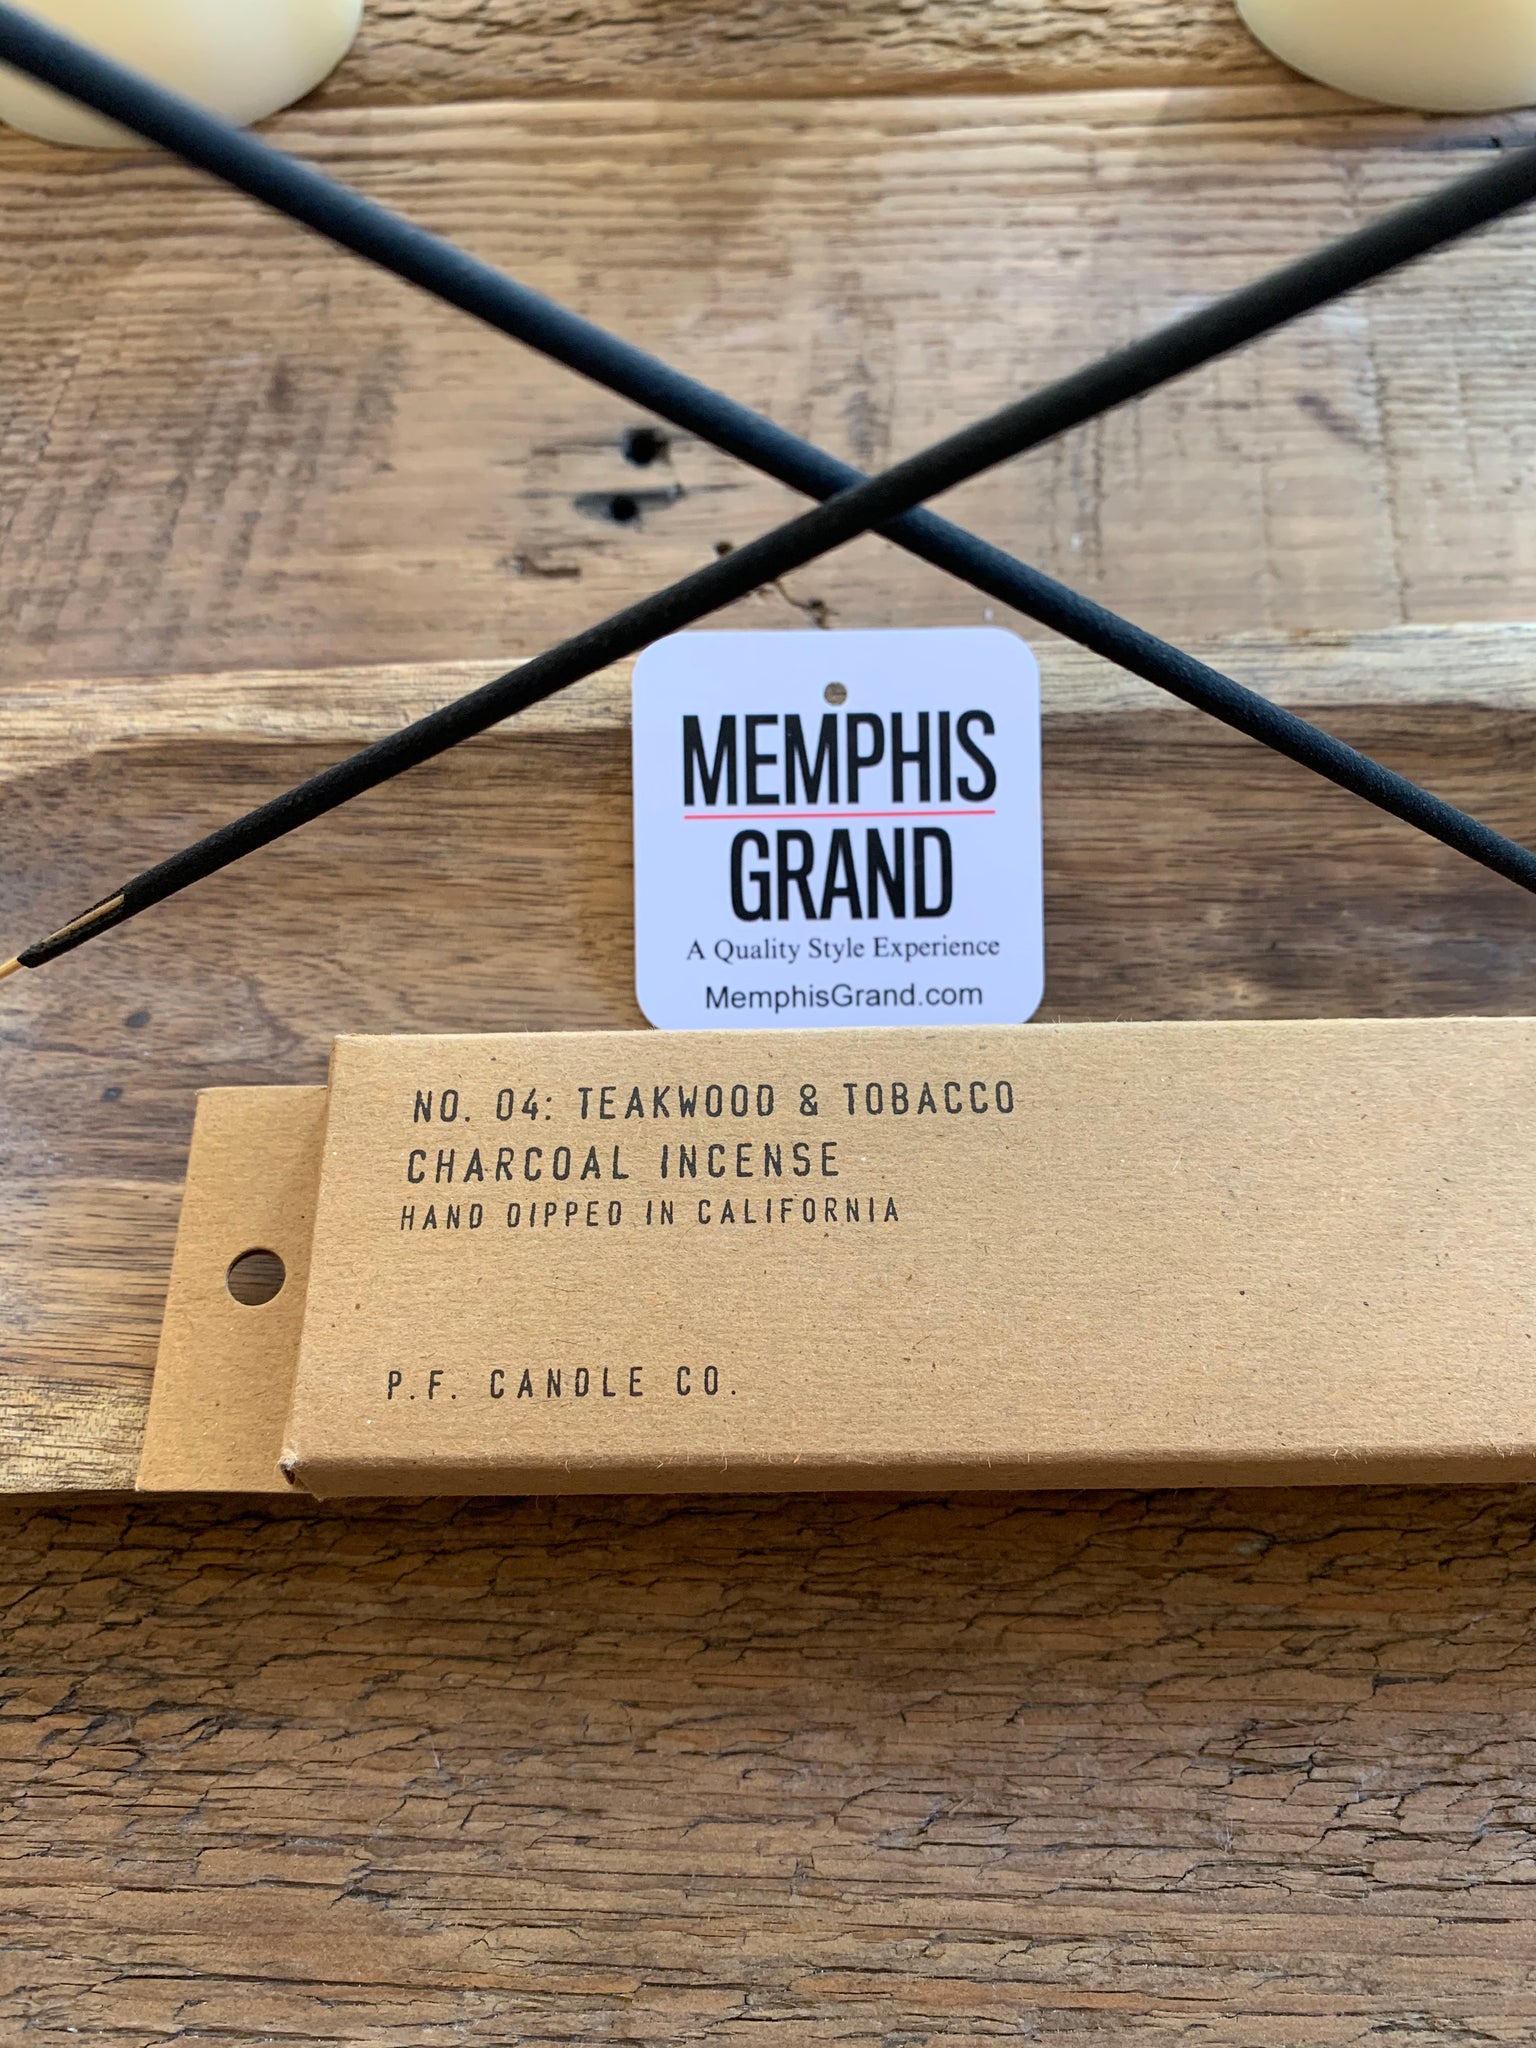 MEMPHIS
GRAND
A Quality Style Experience
MemphisGrand.com
NO. 04: TEAKWOOD & TOBACCO
CHARCOAL INCENSE
HAND DIPPED IN CALIFORNIA
P.F. CANDLE CO.